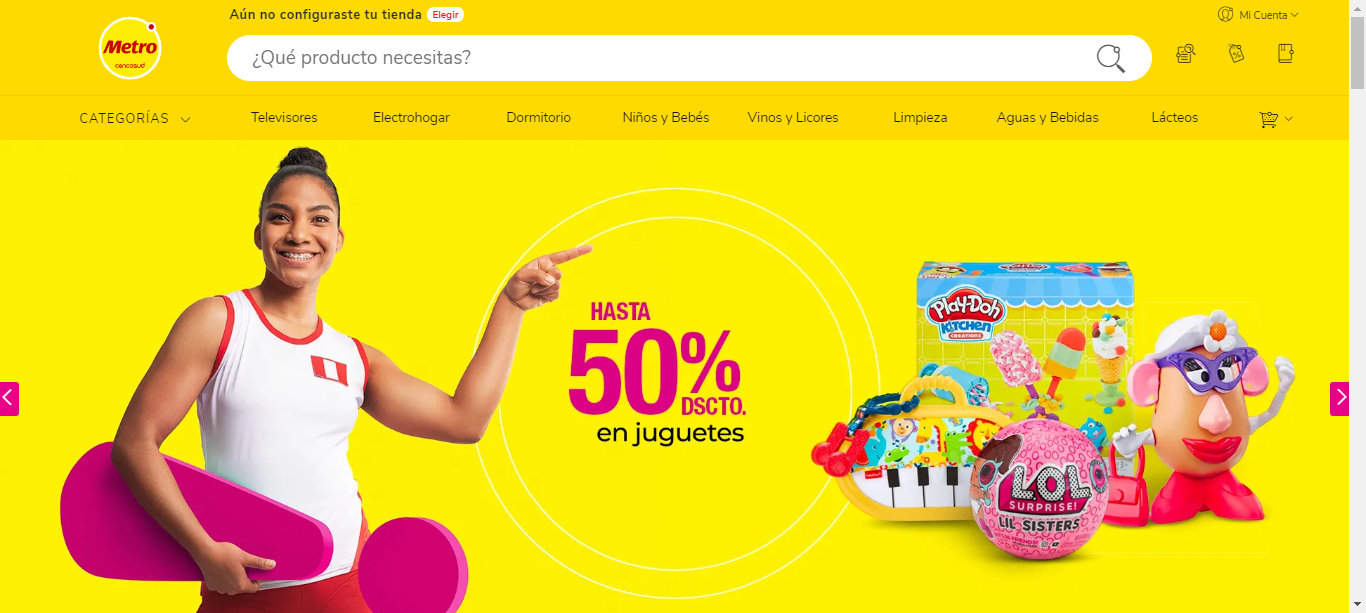 Aún no configuraste tu tienda Elegir
Mi Cuenta
Metro
cencosud
¿Qué producto necesitas?
CATEGORÍAS
Televisores
Electrohogar
Dormitorio
Niños y Bebés
Vinos y Licores
Limpieza
Aguas y Bebidas
Lácteos
HASTA
50%
DSCTO.
en juguetes
Play-Doh
KITCHEN
CREATIONS
L.O.L
SURPRISE!
LIL SISTERS